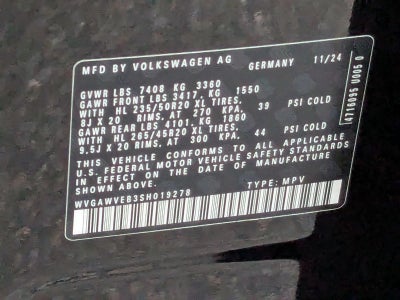 MFD BY VOLKSWAGEN AG GERMANY 11/24
GVWR LBS 7408 KG 3360
GAWR FRONT LBS 3417, KG 1550
WITH HL 235/50R20 XL TIRES,
8J X 20 RIMS, AT 270 KPA, 39 PSI COLD
GAWR REAR LBS 4101, KG 1860
WITH HL 265/45R20 XL TIRES,
9.5J X 20 RIMS, AT 300 KPA, 44 PSI COLD
THIS VEHICLE CONFORMS TO ALL APPLICABLE
U.S. FEDERAL MOTOR VEHICLE SAFETY STANDARDS
IN EFFECT ON THE DATE OF MANUFACTURE
SHOWN ABOVE
WVGAWVEB3SH019278 TYPE: MPV